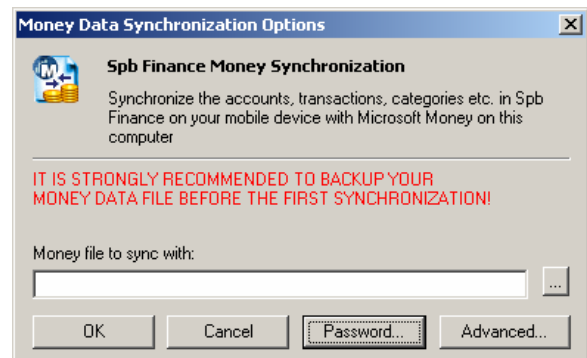 Money Data Synchronization Options
Spb Finance Money Synchronization
Synchronize the accounts, transactions, categories etc. in Spb
Finance on your mobile device with Microsoft Money on this
computer
IT IS STRONGLY RECOMMENDED TO BACKUP YOUR
MONEY DATA FILE BEFORE THE FIRST SYNCHRONIZATION!
Money file to sync with:
...
OK Cancel Password... Advanced...